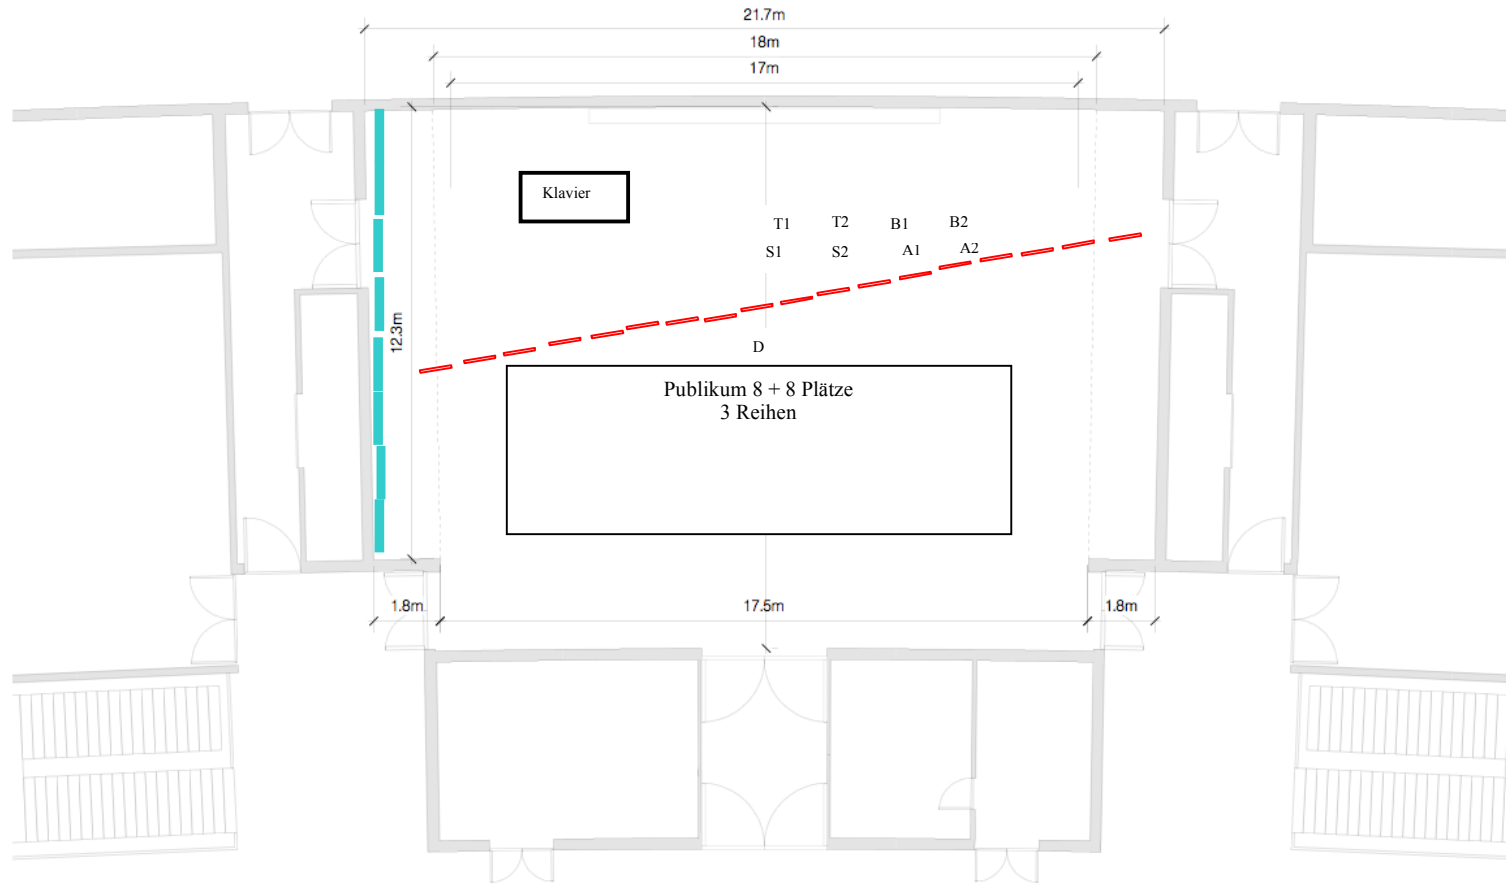 21.7m
18m
17m
Klavier
T1 T2 B1 B2
S1 S2 A1 A2
12.3m
D
Publikum 8 + 8 Plätze
3 Reihen
1.8m 17.5m 1.8m